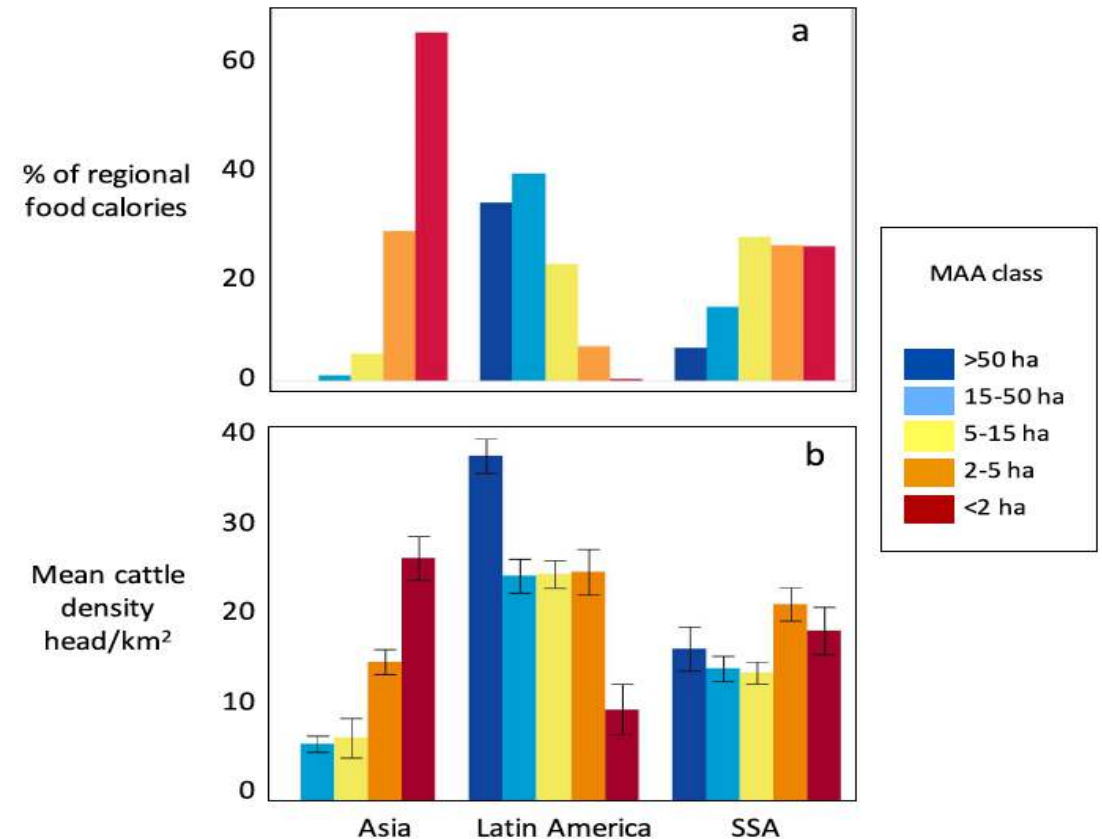 a
60
40
20
0
% of regional
food calories
MAA class
>50 ha
15-50 ha
5-15 ha
2-5 ha
<2 ha
b
40
30
20
10
0
Mean cattle
density
head/km²
Asia
Latin America
SSA